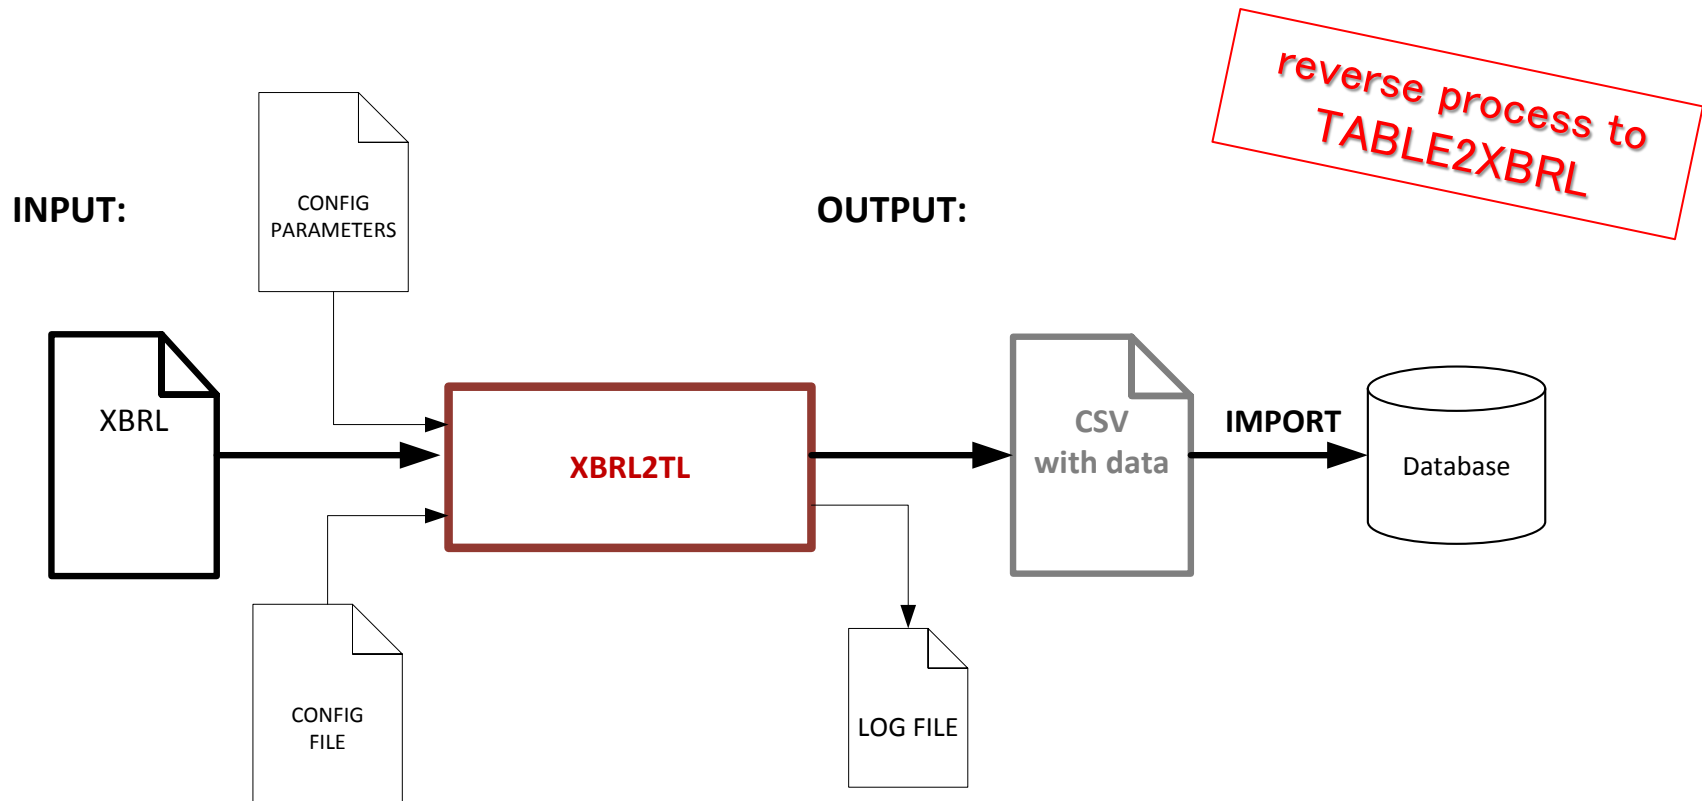 reverse process to
TABLE2XBRL
INPUT:
CONFIG
PARAMETERS
OUTPUT:
XBRL
XBRL2TL
CSV
with data
IMPORT
Database
CONFIG
FILE
LOG FILE